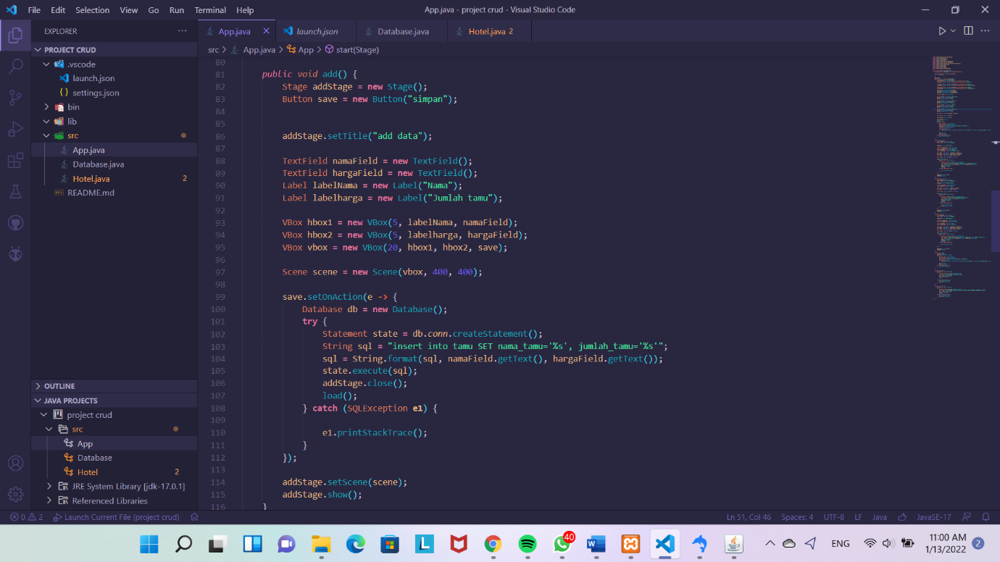 File Edit Selection View Go Run Terminal Help
App.java - project crud - Visual Studio Code
EXPLORER
PROJECT CRUD
.vscode
launch.json
settings.json
bin
lib
src
App.java
Database.java
Hotel.java 2
README.md
OUTLINE
JAVA PROJECTS
project crud
src
App
Database
Hotel 2
JRE System Library [jdk-17.0.1]
Referenced Libraries
App.java launch.json Database.java Hotel.java 2
src > App.java > App > start(Stage)
80
81 public void add() {
82 Stage addStage = new Stage();
83 Button save = new Button("simpan");
84
85
86 addStage.setTitle("add data");
87
88 TextField namaField = new TextField();
89 TextField hargaField = new TextField();
90 Label labelNama = new Label("Nama");
91 Label labelharga = new Label("Jumlah tamu");
92
93 VBox hbox1 = new VBox(5, labelNama, namaField);
94 VBox hbox2 = new VBox(5, labelharga, hargaField);
95 VBox vbox = new VBox(20, hbox1, hbox2, save);
96
97 Scene scene = new Scene(vbox, 400, 400);
98
99 save.setOnAction(e -> {
100 Database db = new Database();
101 try {
102 Statement state = db.conn.createStatement();
103 String sql = "insert into tamu SET nama_tamu='%s', jumlah_tamu='%s'";
104 sql = String.format(sql, namaField.getText(), hargaField.getText());
105 state.execute(sql);
106 addStage.close();
107 load();
108 } catch (SQLException e1) {
109
110 e1.printStackTrace();
111 }
112 });
113
114 addStage.setScene(scene);
115 addStage.show();
116 }
0 2 Launch Current File (project crud)
Ln 51, Col 46 Spaces: 4 UTF-8 LF Java JavaSE-17
40
ENG
11:00 AM
1/13/2022
2